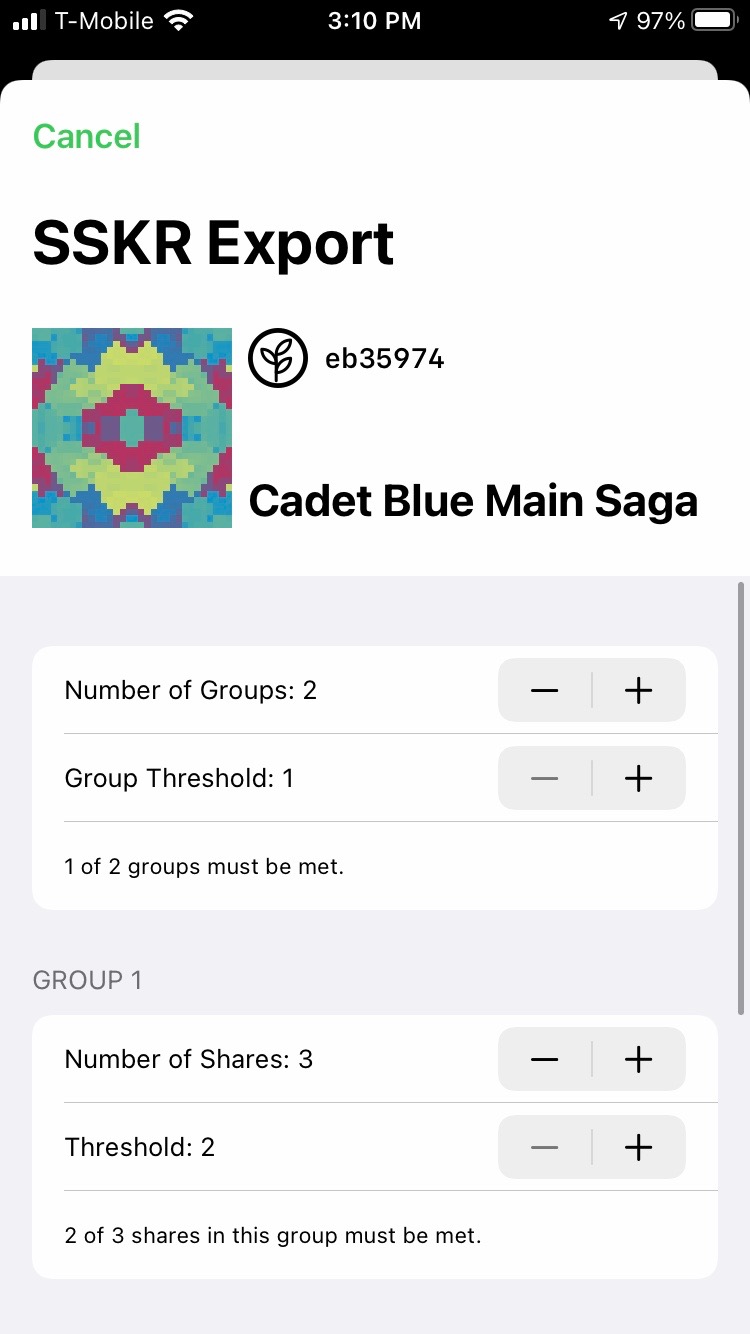 T-Mobile 3:10 PM 97%
Cancel
SSKR Export
eb35974
Cadet Blue Main Saga
Number of Groups: 2
Group Threshold: 1
1 of 2 groups must be met.
GROUP 1
Number of Shares: 3
Threshold: 2
2 of 3 shares in this group must be met.